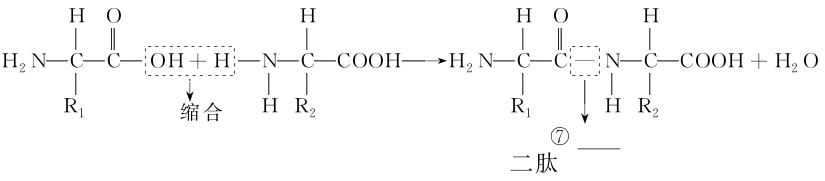 H O H H O H
H₂N—C—C—OH+H—N—C—COOH→H₂N—C—C—N—C—COOH+H₂O
R₁ H R₂ R₁ H R₂
缩合
⑦
二肽